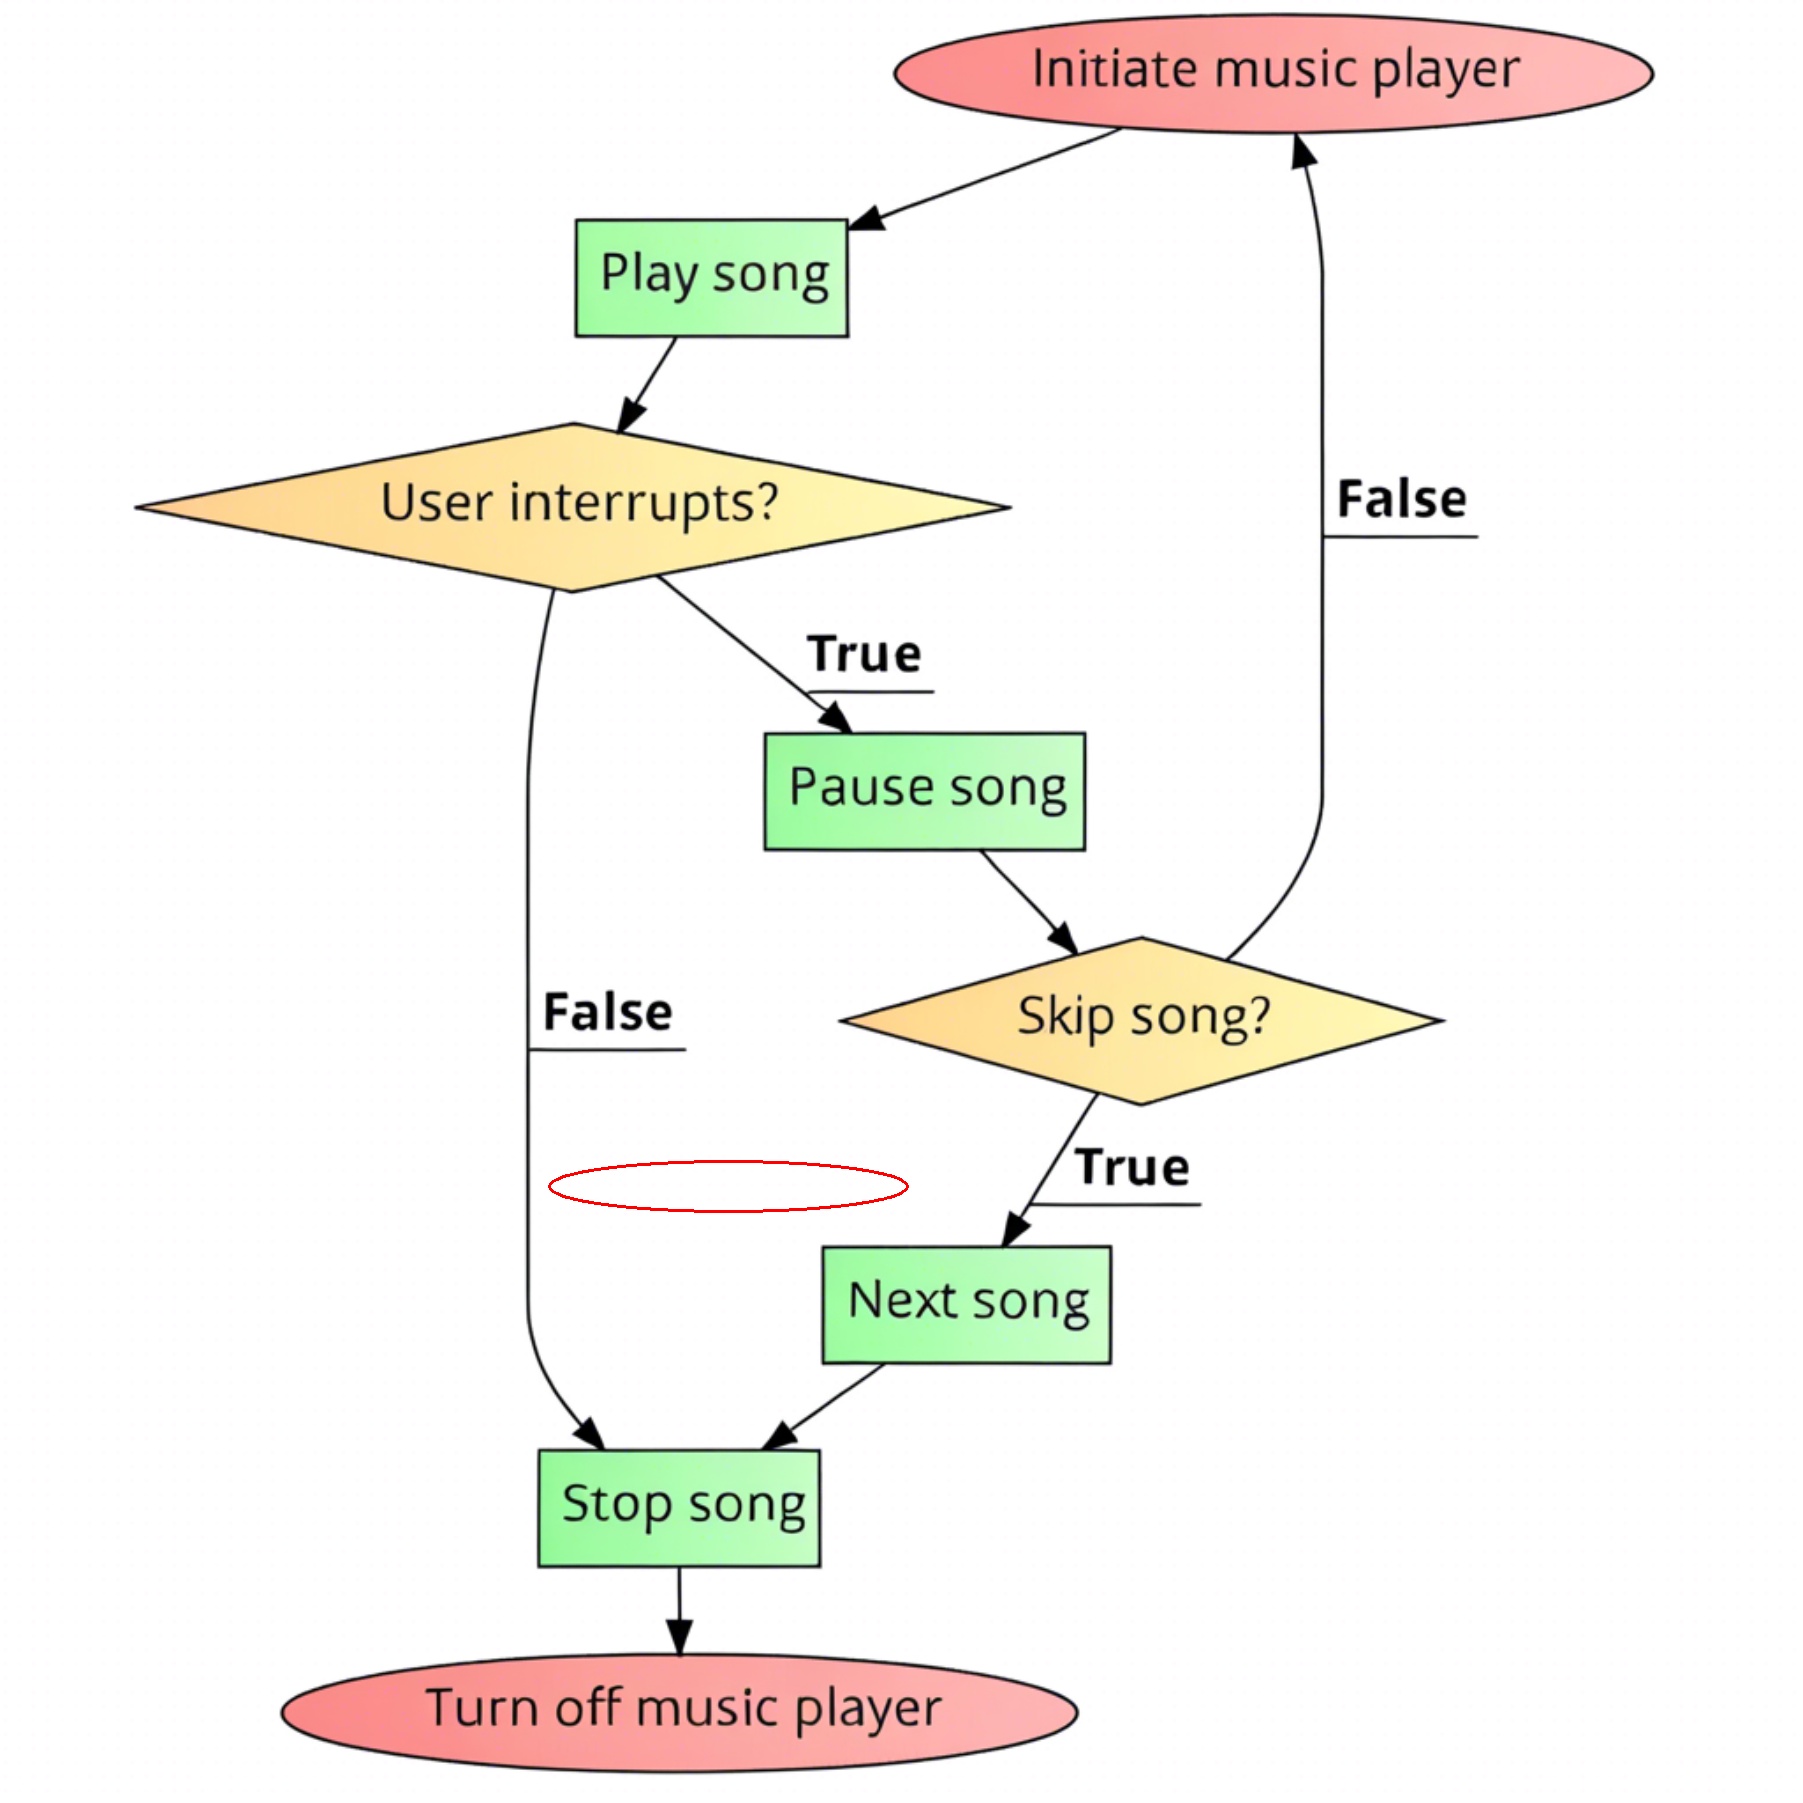 Initiate music player
Play song
User interrupts?
False
True
Pause song
False
Skip song?
True
Next song
Stop song
Turn off music player